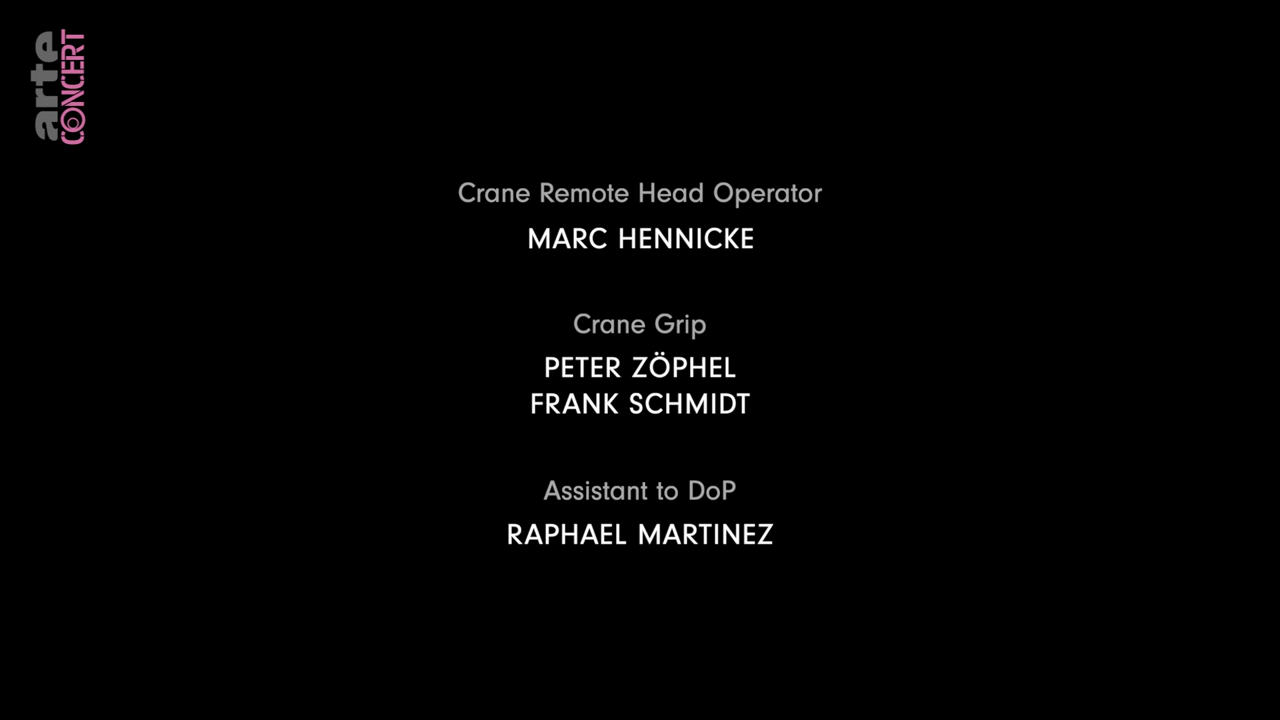 arte
CONCERT
Crane Remote Head Operator
MARC HENNICKE
Crane Grip
PETER ZÖPHEL
FRANK SCHMIDT
Assistant to DoP
RAPHAEL MARTINEZ